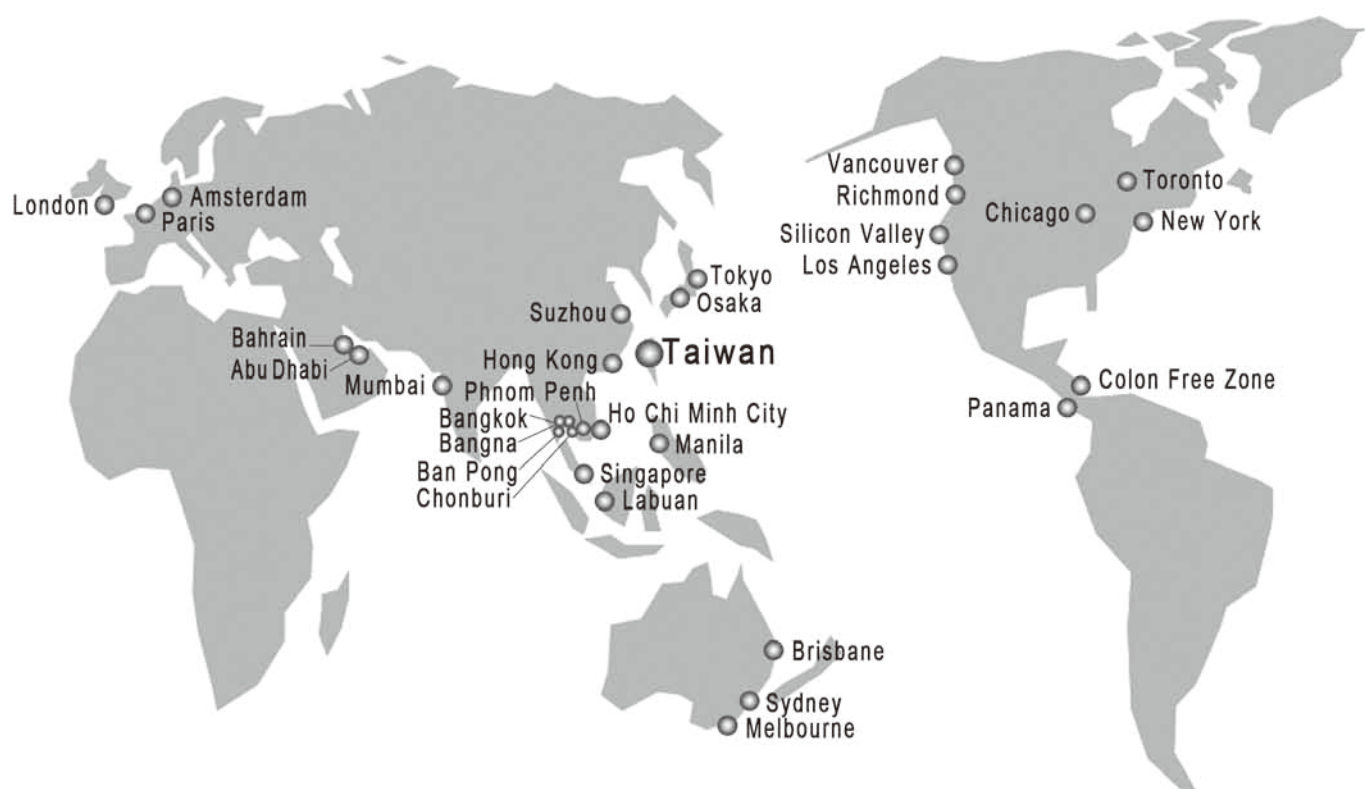 London
Amsterdam
Paris
Bahrain
Abu Dhabi
Mumbai
Suzhou
Tokyo
Osaka
Hong Kong
Taiwan
Phnom Penh
Bangkok
Bangna
Ban Pong
Chonburi
Ho Chi Minh City
Manila
Singapore
Labuan
Brisbane
Sydney
Melbourne
Vancouver
Richmond
Silicon Valley
Los Angeles
Chicago
Toronto
New York
Colon Free Zone
Panama